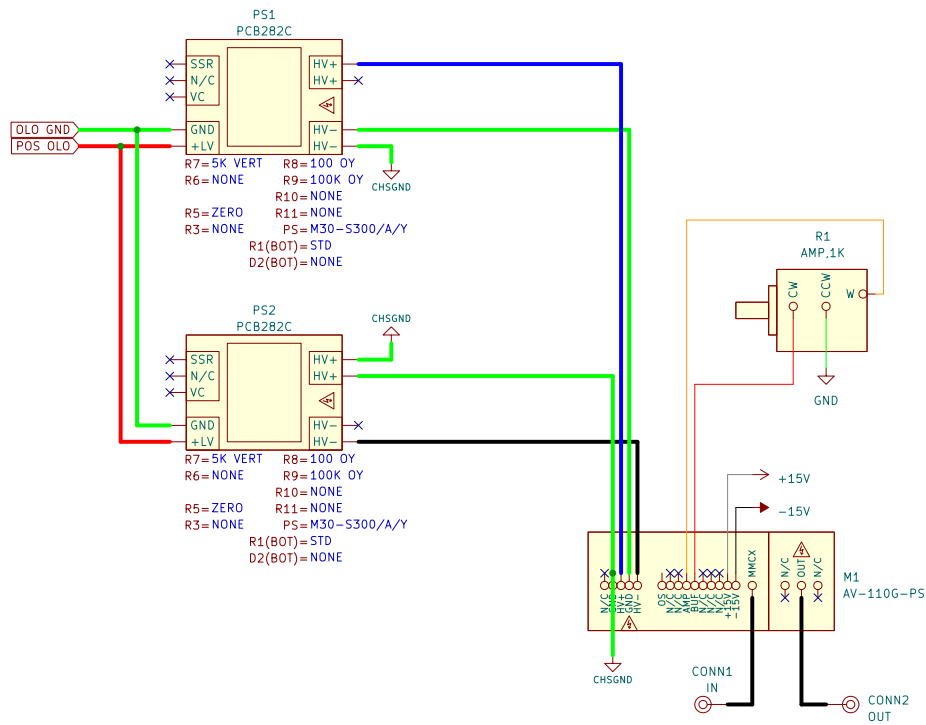 PS1
PCB282C
SSR
N/C
VC
GND
+LV
HV+
HV+
HV-
HV-
OLO GND
POS OLO
CHSGND
R7=5K VERT
R8=100 OY
R6=NONE
R9=100K OY
R10=NONE
R5=ZERO
R11=NONE
R3=NONE
PS=M30-S300/A/Y
R1(BOT)=STD
D2(BOT)=NONE
R1
AMP,1K
CW
CCW
W
GND
PS2
PCB282C
CHSGND
SSR
N/C
VC
GND
+LV
HV+
HV+
HV-
HV-
R7=5K VERT
R8=100 OY
R6=NONE
R9=100K OY
R10=NONE
R5=ZERO
R11=NONE
R3=NONE
PS=M30-S300/A/Y
R1(BOT)=STD
D2(BOT)=NONE
+15V
-15V
M1
AV-110G-PS
N/C
GND
HV+
GND
HV-
OS
N/C
N/C
AMP
BUF
N/C
N/C
N/C
+15V
-15V
MMCX
N/C
OUT
N/C
CHSGND
CONN1
IN
CONN2
OUT